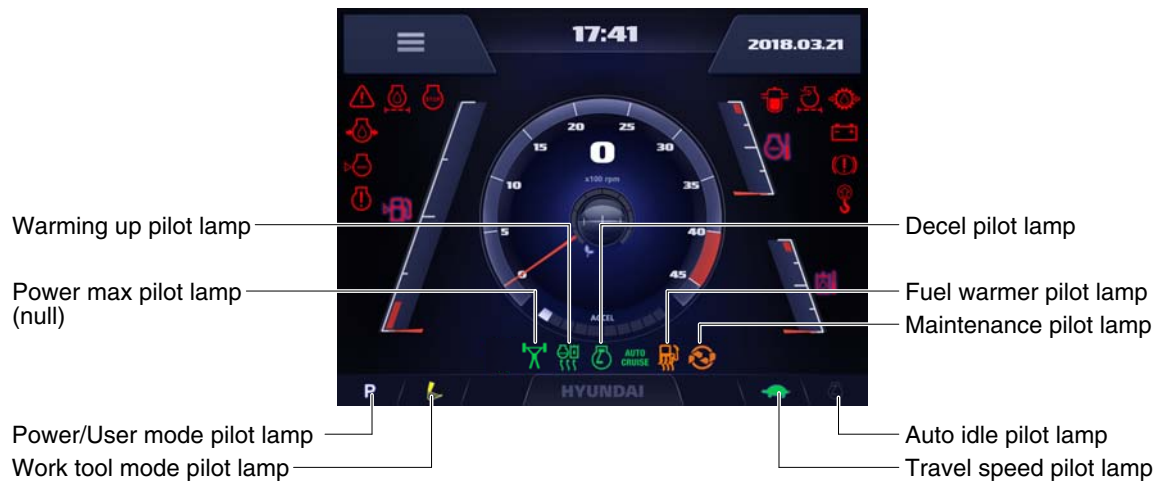 17:41
2018.03.21
STOP
20
25
15
30
0
x100 rpm
10
35
Warming up pilot lamp
Decel pilot lamp
5
40
0
45
Power max pilot lamp
(null)
Fuel warmer pilot lamp
Maintenance pilot lamp
ACCEL
AUTO
CRUISE
P
HYUNDAI
Power/User mode pilot lamp
Auto idle pilot lamp
Work tool mode pilot lamp
Travel speed pilot lamp